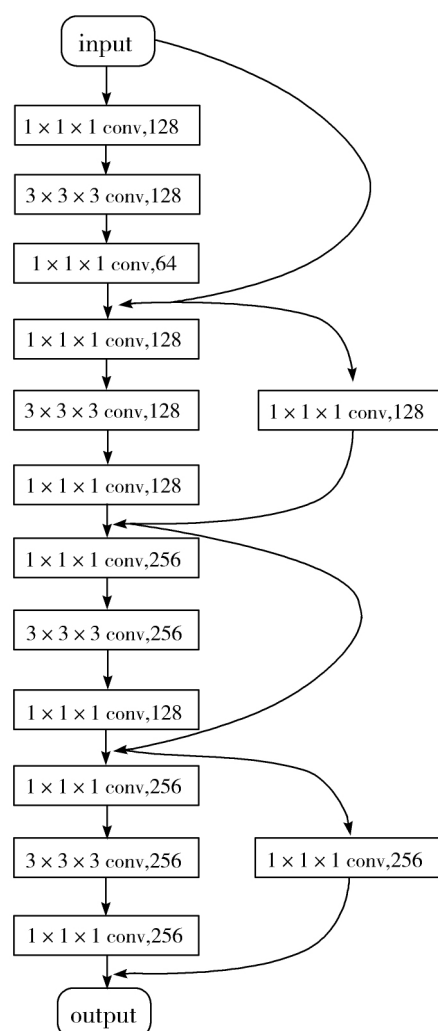 input
1 × 1 × 1 conv,128
3 × 3 × 3 conv,128
1 × 1 × 1 conv,64
1 × 1 × 1 conv,128
3 × 3 × 3 conv,128
1 × 1 × 1 conv,128
1 × 1 × 1 conv,128
1 × 1 × 1 conv,256
3 × 3 × 3 conv,256
1 × 1 × 1 conv,128
1 × 1 × 1 conv,256
3 × 3 × 3 conv,256
1 × 1 × 1 conv,256
1 × 1 × 1 conv,256
output